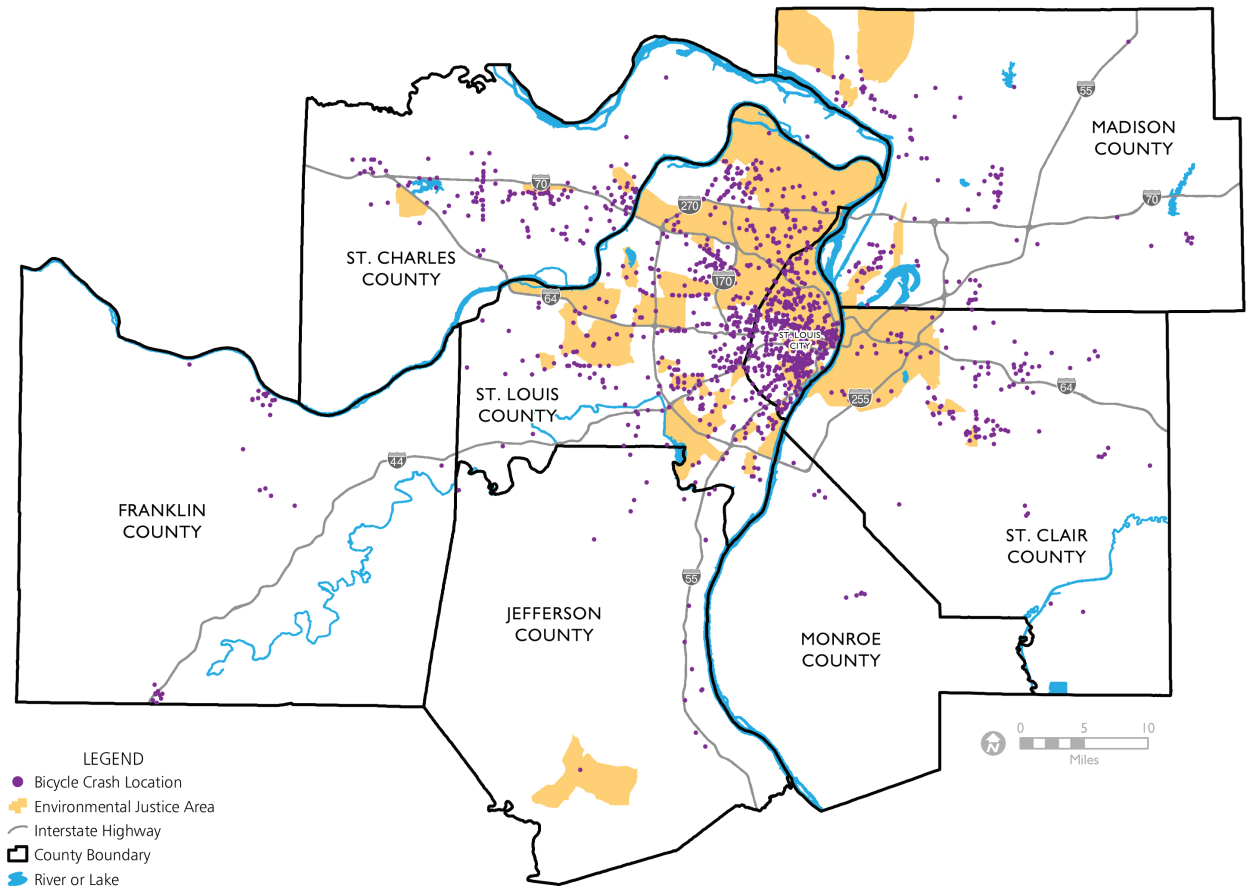 55
MADISON
COUNTY
70
70
270
ST. CHARLES
COUNTY
170
64
ST. LOUIS
CITY
ST. LOUIS
COUNTY
64
255
44
FRANKLIN
COUNTY
ST. CLAIR
COUNTY
55
JEFFERSON
COUNTY
MONROE
COUNTY
0 5 10
Miles
N
LEGEND
Bicycle Crash Location
Environmental Justice Area
Interstate Highway
County Boundary
River or Lake